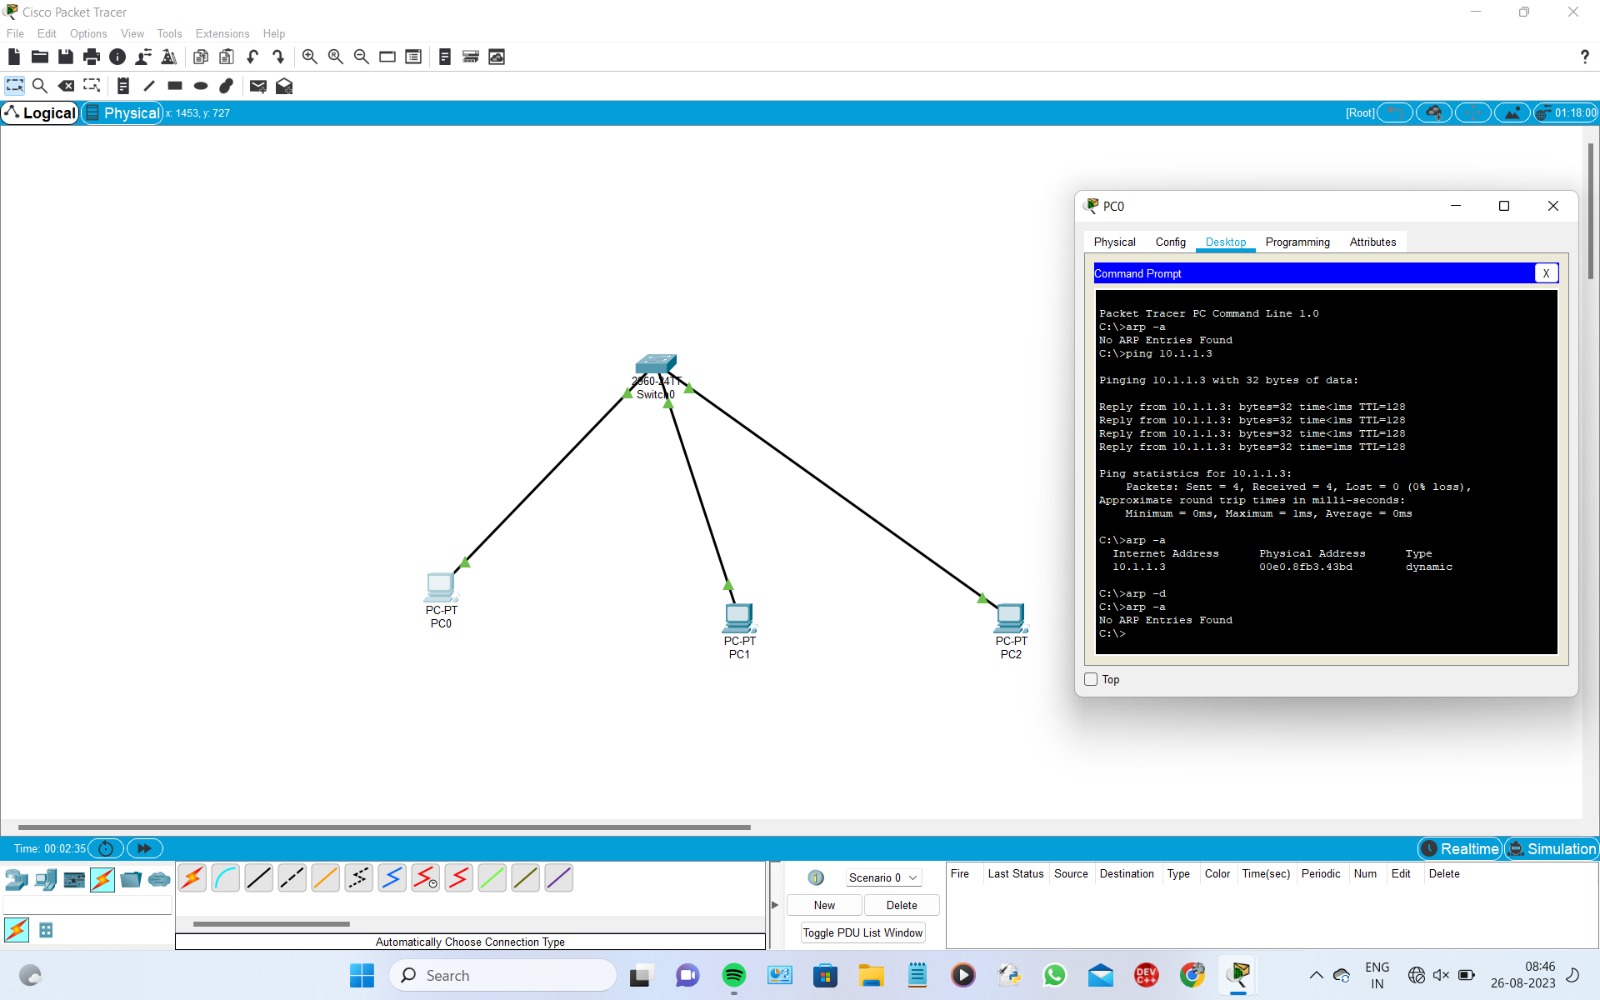 Cisco Packet Tracer
File Edit Options View Tools Extensions Help
?
Logical Physical x: 1453, y: 727 [Root] 01:18:00
PC0
Physical Config Desktop Programming Attributes
Command Prompt X
Packet Tracer PC Command Line 1.0
C:\>arp -a
No ARP Entries Found
C:\>ping 10.1.1.3
Pinging 10.1.1.3 with 32 bytes of data:
Reply from 10.1.1.3: bytes=32 time<1ms TTL=128
Reply from 10.1.1.3: bytes=32 time<1ms TTL=128
Reply from 10.1.1.3: bytes=32 time<1ms TTL=128
Reply from 10.1.1.3: bytes=32 time=1ms TTL=128
Ping statistics for 10.1.1.3:
Packets: Sent = 4, Received = 4, Lost = 0 (0% loss),
Approximate round trip times in milli-seconds:
Minimum = 0ms, Maximum = 1ms, Average = 0ms
C:\>arp -a
Internet Address Physical Address Type
10.1.1.3 00e0.8fb3.43bd dynamic
C:\>arp -d
C:\>arp -a
No ARP Entries Found
C:\>
Top
2960-24TT
Switch0
PC-PT
PC0
PC-PT
PC1
PC-PT
PC2
Time: 00:02:35 Realtime Simulation
Scenario 0
New Delete
Toggle PDU List Window
Fire Last Status Source Destination Type Color Time(sec) Periodic Num Edit Delete
Automatically Choose Connection Type
Search
DEV
C++
ENG
IN
08:46
26-08-2023